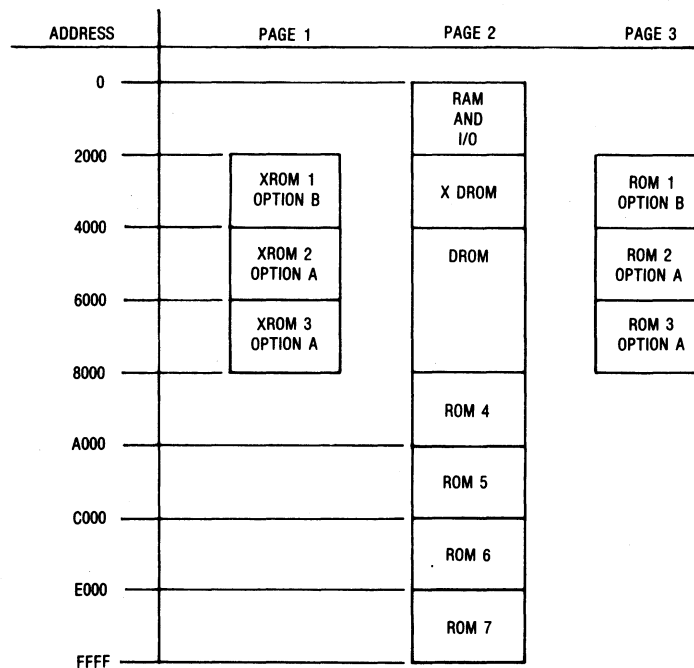 ADDRESS PAGE 1 PAGE 2 PAGE 3
0
RAM
AND
I/O
2000
XROM 1
OPTION B
X DROM
ROM 1
OPTION B
4000
XROM 2
OPTION A
DROM
ROM 2
OPTION A
6000
XROM 3
OPTION A
ROM 3
OPTION A
8000
ROM 4
A000
ROM 5
C000
ROM 6
E000
ROM 7
FFFF